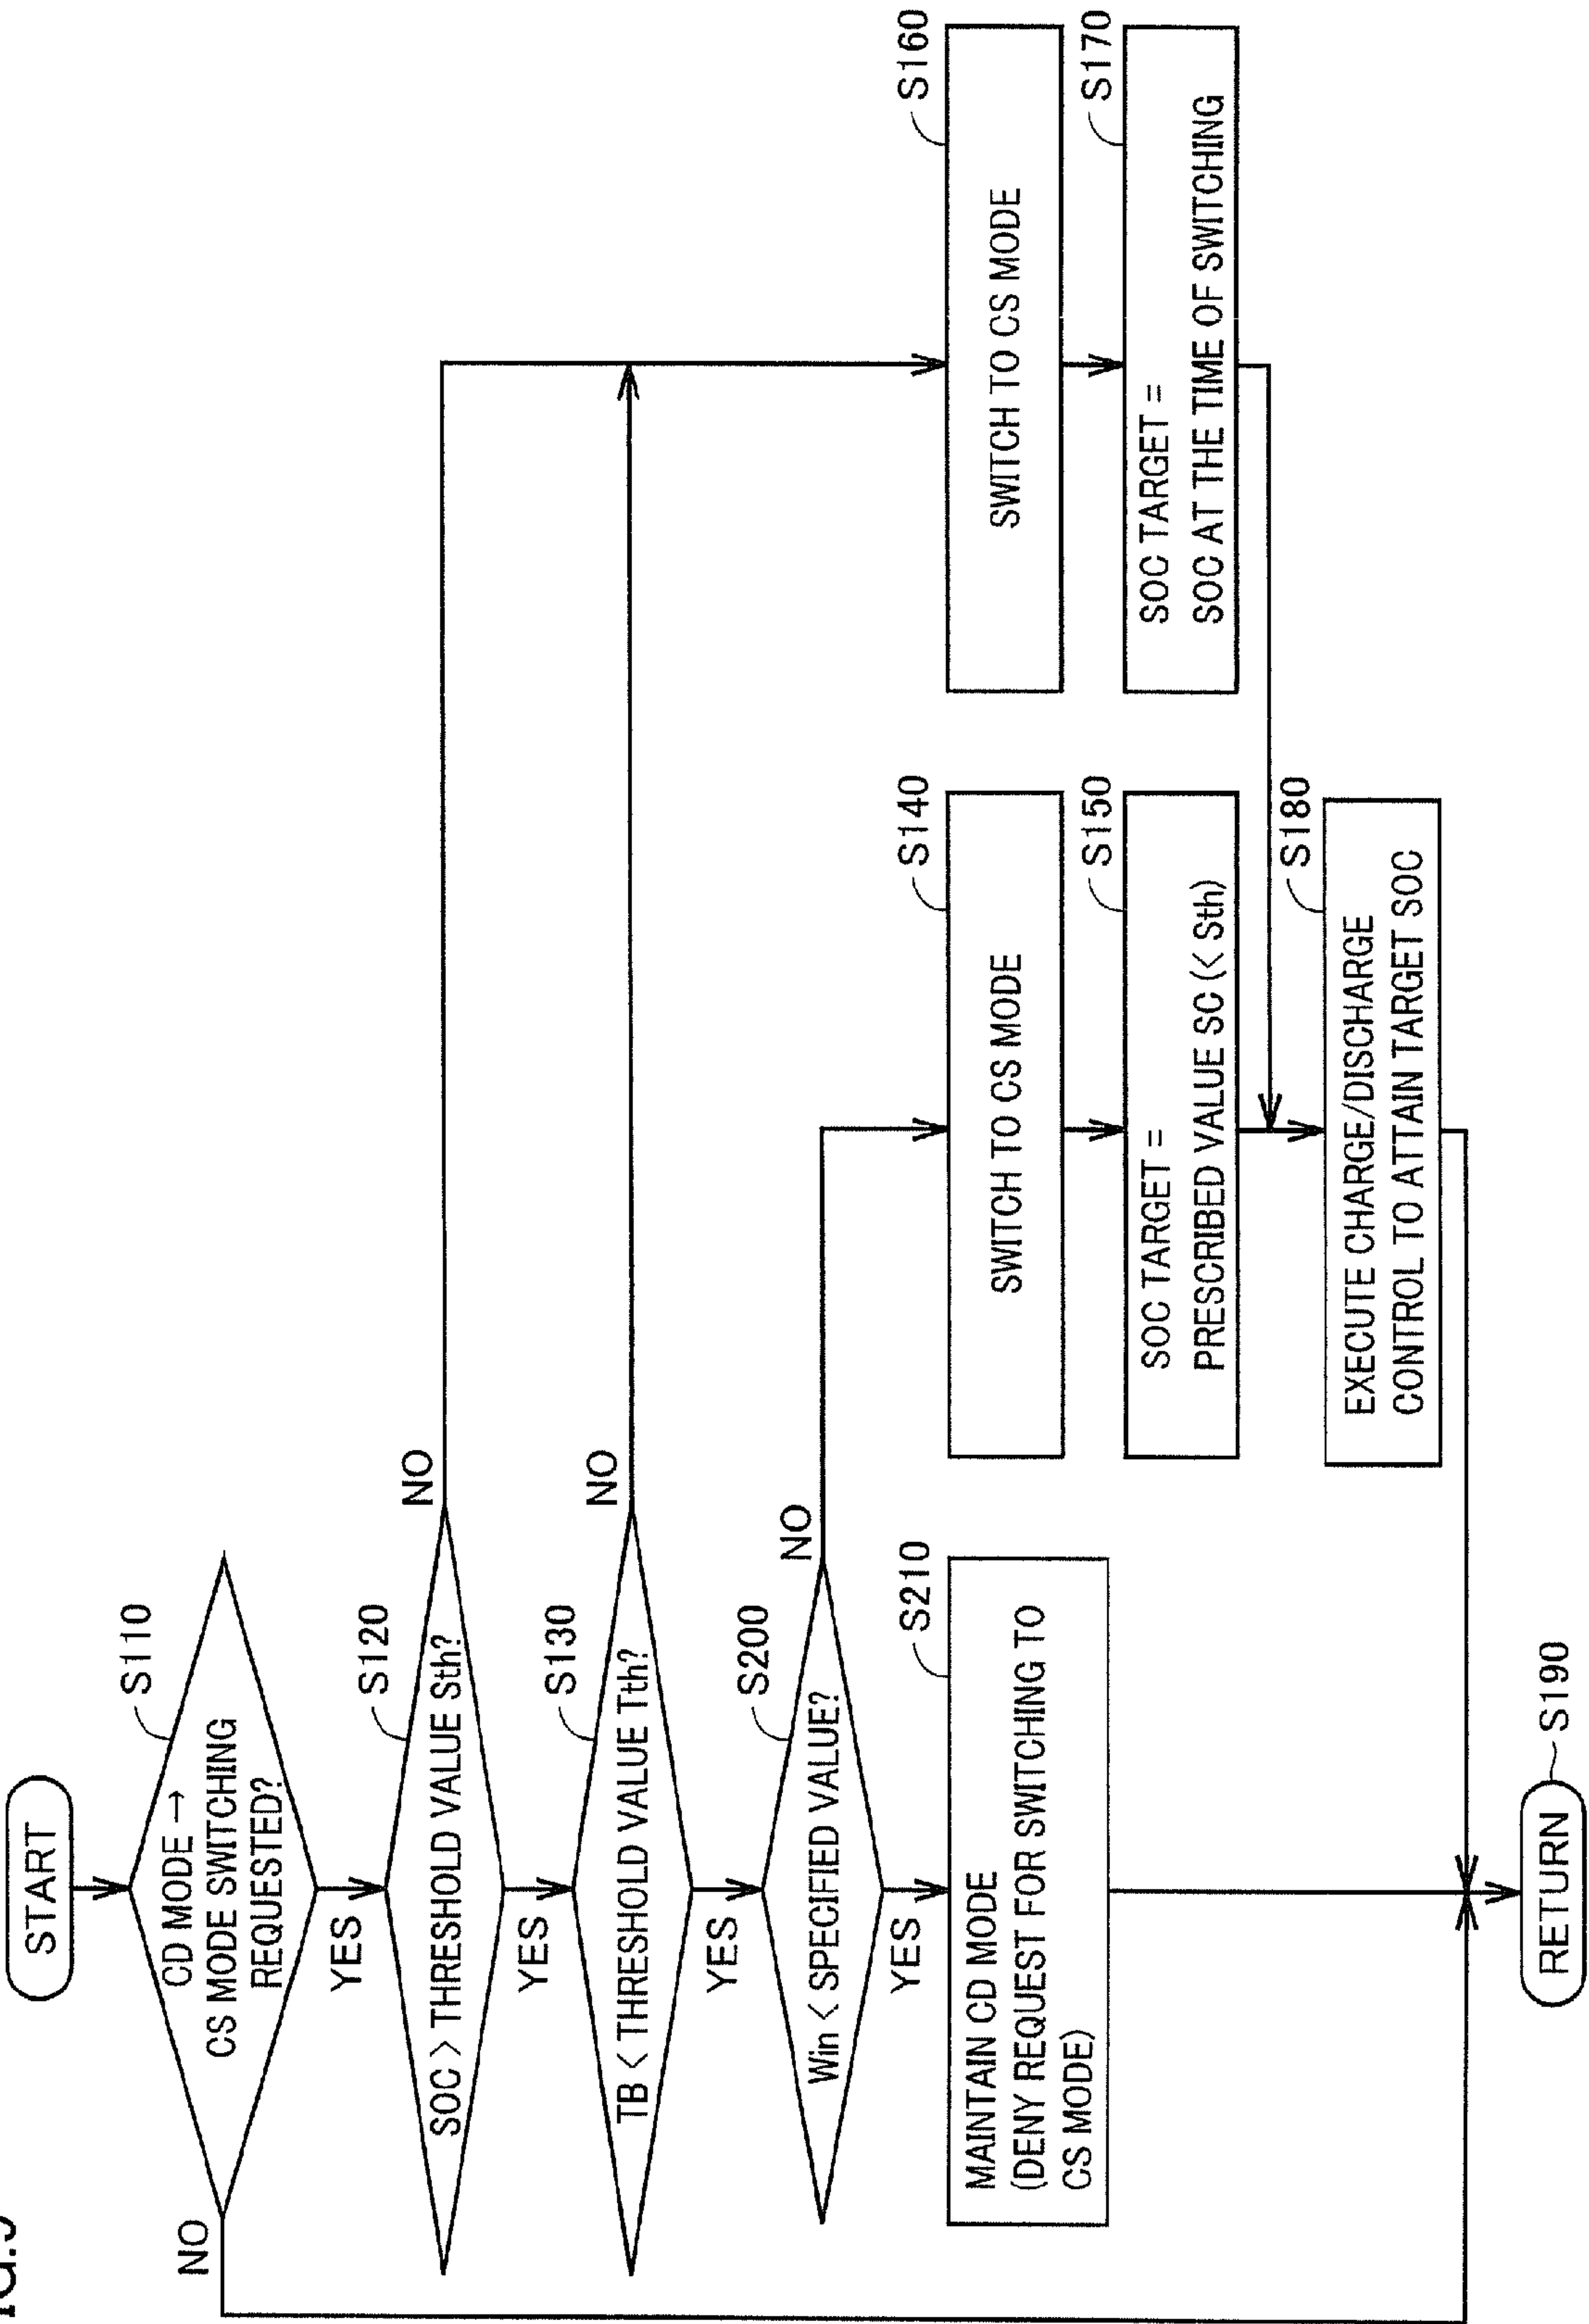 START
CD MODE →
CS MODE SWITCHING
REQUESTED?
S110
NO
YES
SOC > THRESHOLD VALUE Sth?
S120
NO
YES
TB < THRESHOLD VALUE Tth?
S130
NO
YES
Win < SPECIFIED VALUE?
S200
NO
YES
MAINTAIN CD MODE
(DENY REQUEST FOR SWITCHING TO
CS MODE)
S210
SWITCH TO CS MODE
S140
SOC TARGET =
PRESCRIBED VALUE SC (< Sth)
S150
SWITCH TO CS MODE
S160
SOC TARGET =
SOC AT THE TIME OF SWITCHING
S170
EXECUTE CHARGE/DISCHARGE
CONTROL TO ATTAIN TARGET SOC
S180
RETURN
S190